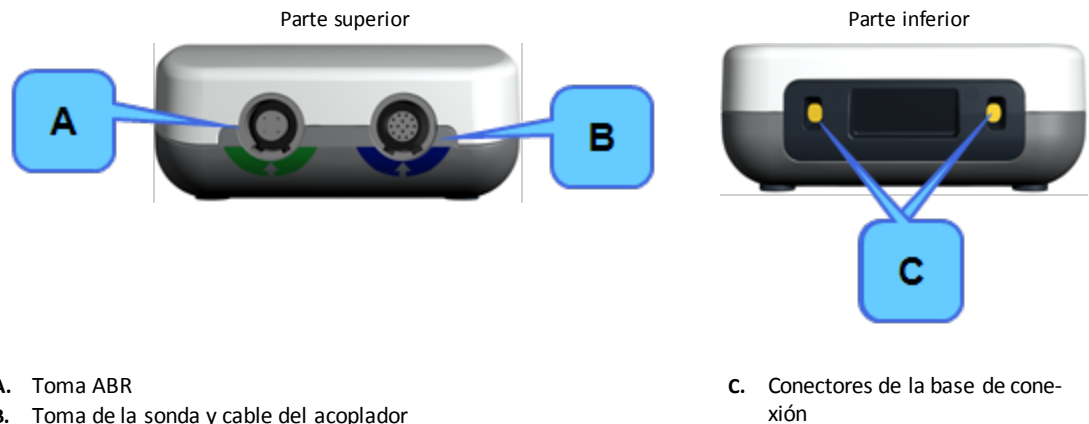 Parte superior
Parte inferior
A
B
C
A. Toma ABR
B. Toma de la sonda y cable del acoplador
C. Conectores de la base de cone-
xión